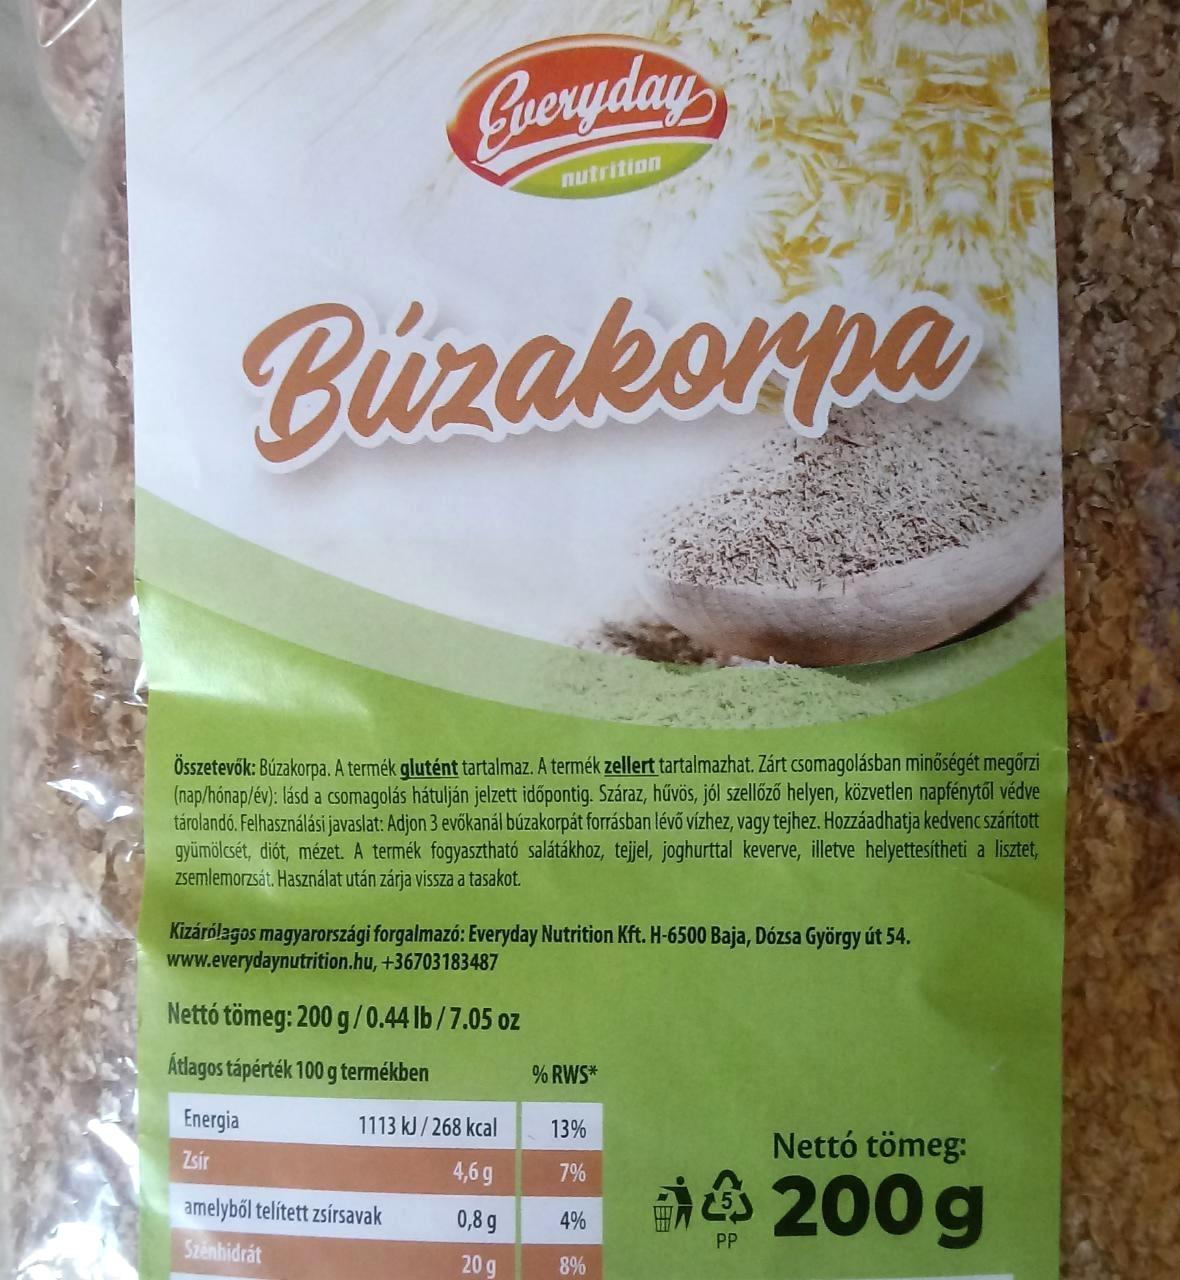 Everyday
nutrition
Búzakorpa
Összetevők: Búzakorpa. A termék glutént tartalmaz. A termék zellert tartalmazhat. Zárt csomagolásban minőségét megőrzi
(nap/hónap/év): lásd a csomagolás hátulján jelzett időpontig. Száraz, hűvös, jól szellőző helyen, közvetlen napfénytől védve
tárolandó. Felhasználási javaslat: Adjon 3 evőkanál búzakorpát forrásban lévő vízhez, vagy tejhez. Hozzáadhatja kedvenc szárított
gyümölcsét, diót, mézet. A termék fogyasztható salátákhoz, tejjel, joghurttal keverve, illetve helyettesítheti a lisztet,
zsemlemorzsát. Használat után zárja vissza a tasakot.
Kizárólagos magyarországi forgalmazó: Everyday Nutrition Kft. H-6500 Baja, Dózsa György út 54.
www.everydaynutrition.hu, +36703183487
Nettó tömeg: 200 g / 0.44 lb / 7.05 oz
Átlagos tápérték 100 g termékben % RWS*
Energia 1113 kJ / 268 kcal 13%
Zsír 4,6 g 7%
amelyből telített zsírsavak 0,8 g 4%
Szénhidrát 20 g 8%
Nettó tömeg:
200 g
5
PP